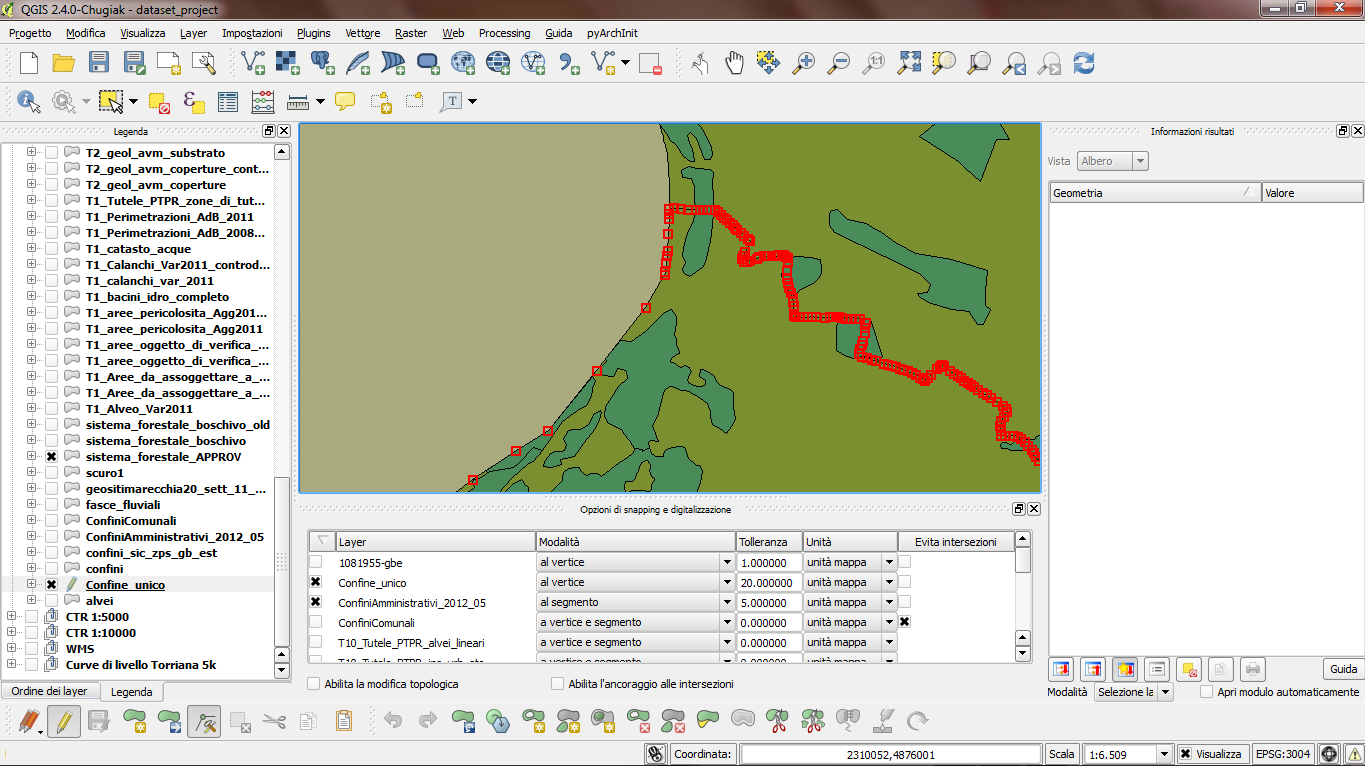 QGIS 2.4.0-Chugiak - dataset_project
Progetto Modifica Visualizza Layer Impostazioni Plugins Vettore Raster Web Processing Guida pyArchInit
Legenda
T2_geol_avm_substrato
T2_geol_avm_coperture_cont...
T2_geol_avm_coperture
T1_Tutele_PTPR_zone_di_tut...
T1_Perimetrazioni_AdB_2011
T1_Perimetrazioni_AdB_2008...
T1_catasto_acque
T1_Calanchi_Var2011_controd...
T1_calanchi_var_2011
T1_bacini_idro_completo
T1_aree_pericolosita_Agg201...
T1_aree_pericolosita_Agg2011
T1_aree_oggetto_di_verifica_...
T1_aree_oggetto_di_verifica_...
T1_Aree_da_assoggettare_a_...
T1_Aree_da_assoggettare_a_...
T1_Alveo_Var2011
sistema_forestale_boschivo_old
sistema_forestale_boschivo
sistema_forestale_APPROV
scuro1
geositimarecchia20_sett_11_...
fasce_fluviali
ConfiniComunali
ConfiniAmministrativi_2012_05
confini_sic_zps_gb_est
confini
Confine_unico
alvei
CTR 1:5000
CTR 1:10000
WMS
Curve di livello Torriana 5k
Ordine dei layer Legenda
Opzioni di snapping e digitalizzazione
Layer Modalità Tolleranza Unità Evita intersezioni
1081955-gbe al vertice 1.000000 unità mappa
Confine_unico al vertice 20.000000 unità mappa
ConfiniAmministrativi_2012_05 al segmento 5.000000 unità mappa
ConfiniComunali a vertice e segmento 0.000000 unità mappa
T10_Tutele_PTPR_alvei_lineari a vertice e segmento 0.000000 unità mappa
Abilita la modifica topologica Abilita l'ancoraggio alle intersezioni
Informazioni risultati
Vista Albero
Geometria Valore
Guida
Modalità Selezione la Apri modulo automaticamente
Coordinata: 2310052,4876001 Scala 1:6.509 Visualizza EPSG:3004